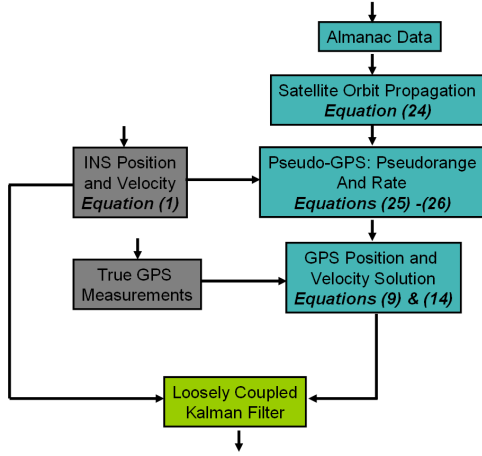 Almanac Data
Satellite Orbit Propagation
Equation (24)
INS Position
and Velocity
Equation (1)
Pseudo-GPS: Pseudorange
And Rate
Equations (25) -(26)
True GPS
Measurements
GPS Position and
Velocity Solution
Equations (9) & (14)
Loosely Coupled
Kalman Filter